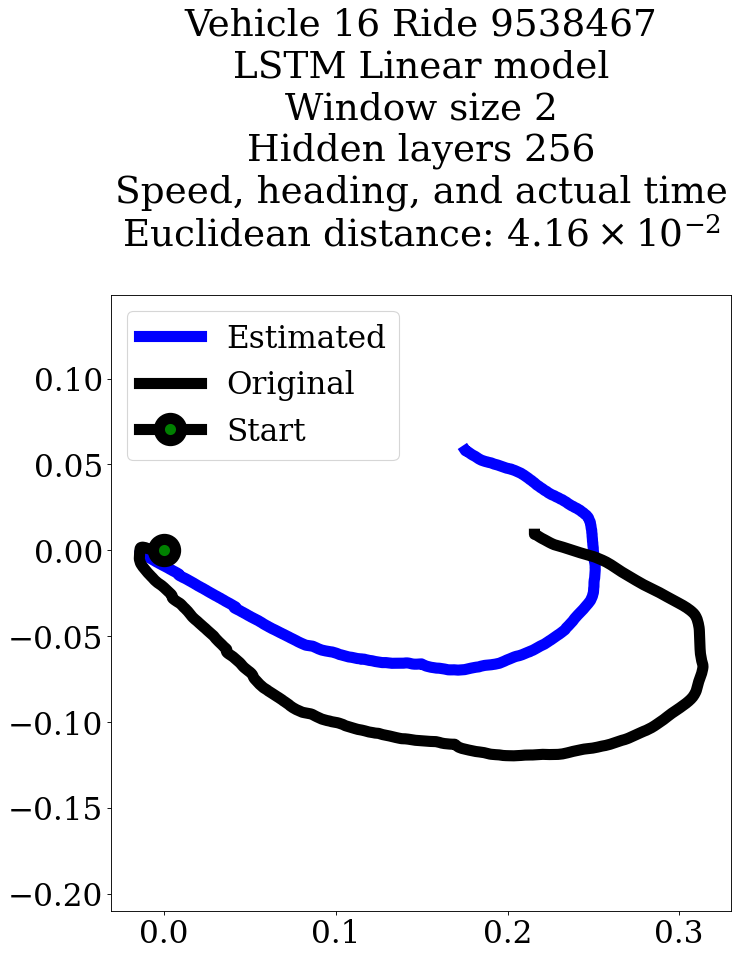 Vehicle 16 Ride 9538467
LSTM Linear model
Window size 2
Hidden layers 256
Speed, heading, and actual time
Euclidean distance: 4.16 × 10⁻²
Estimated
Original
Start
0.10
0.05
0.00
−0.05
−0.10
−0.15
−0.20
0.0 0.1 0.2 0.3